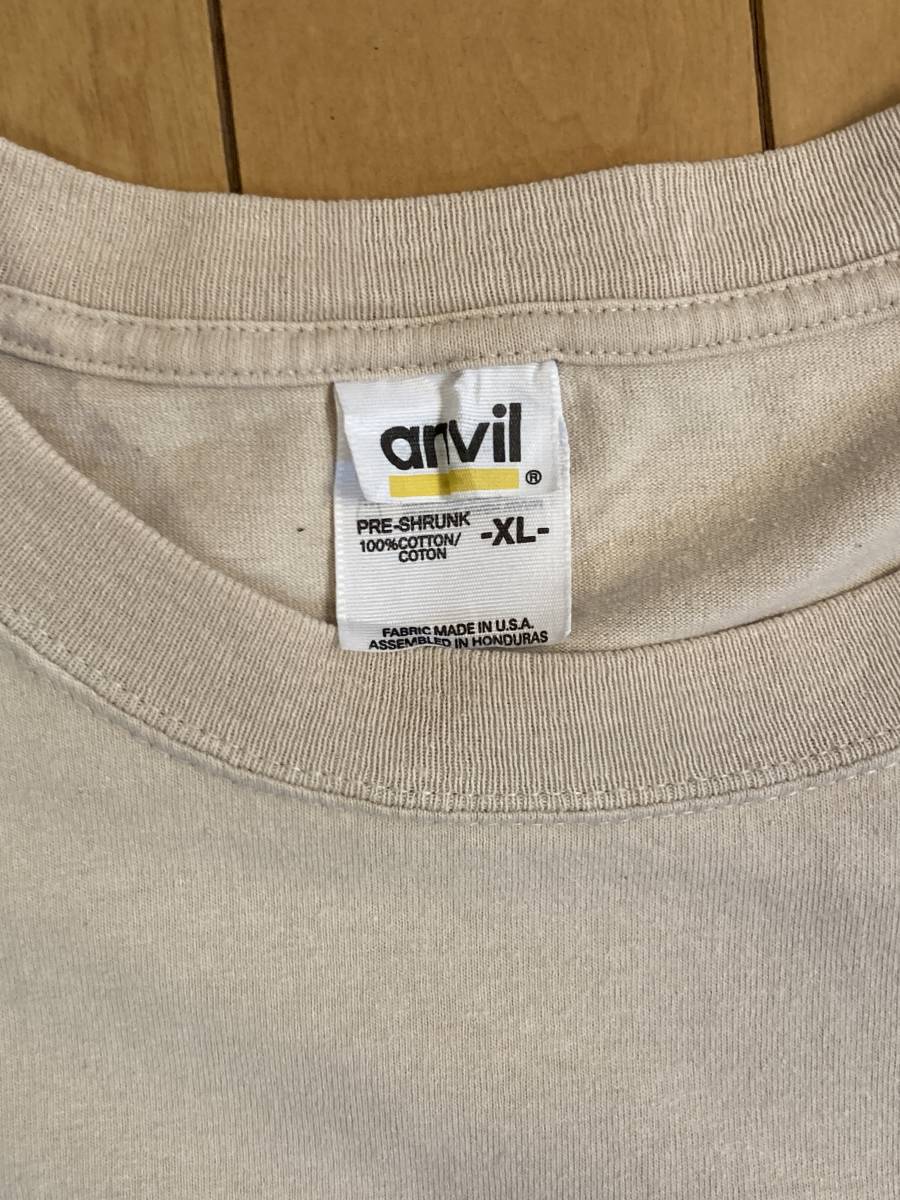 anvil
®
PRE-SHRUNK
100%COTTON/
COTON
-XL-
FABRIC MADE IN U.S.A.
ASSEMBLED IN HONDURAS